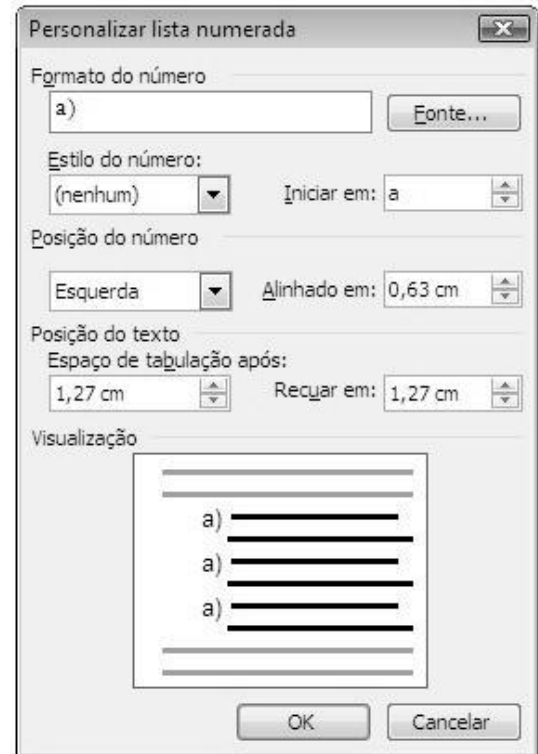 Personalizar lista numerada
Formato do número
a)
Fonte...
Estilo do número:
(nenhum) Iniciar em: a
Posição do número
Esquerda Alinhado em: 0,63 cm
Posição do texto
Espaço de tabulação após:
1,27 cm Recuar em: 1,27 cm
Visualização
a)
a)
a)
OK Cancelar